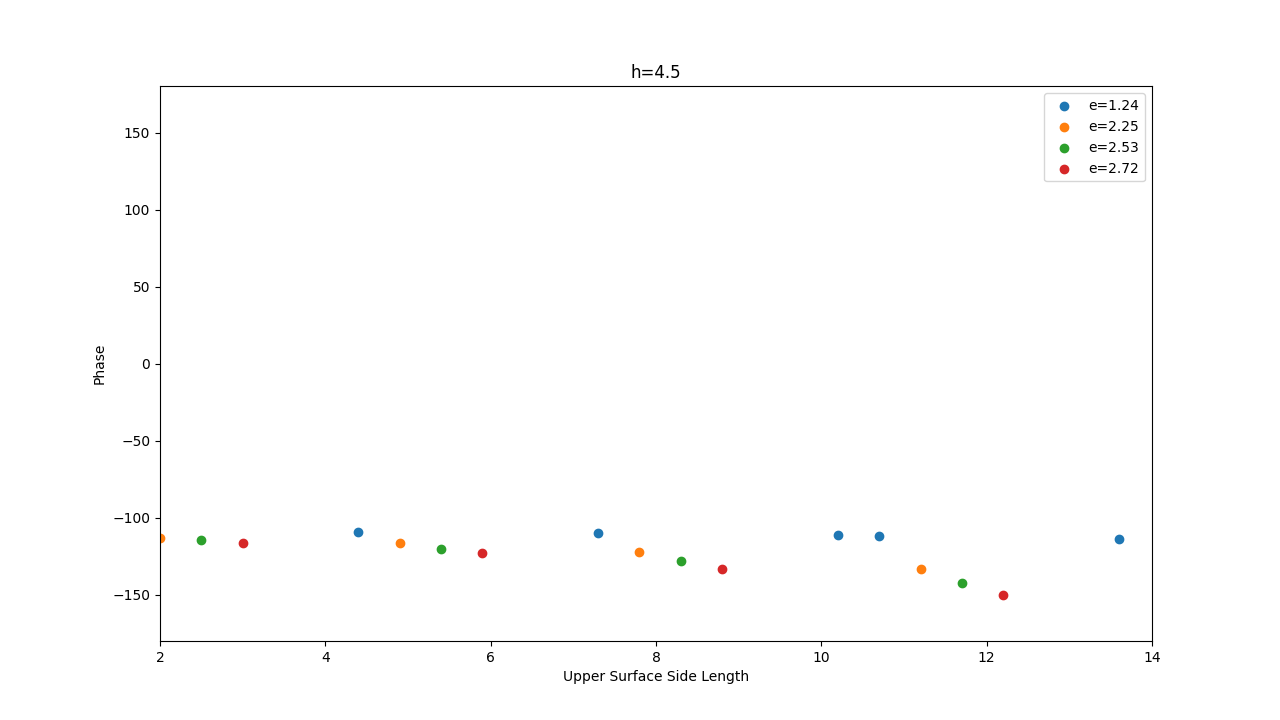 h=4.5
e=1.24
e=2.25
e=2.53
e=2.72
150
100
50
0
−50
−100
−150
Phase
2 4 6 8 10 12 14
Upper Surface Side Length